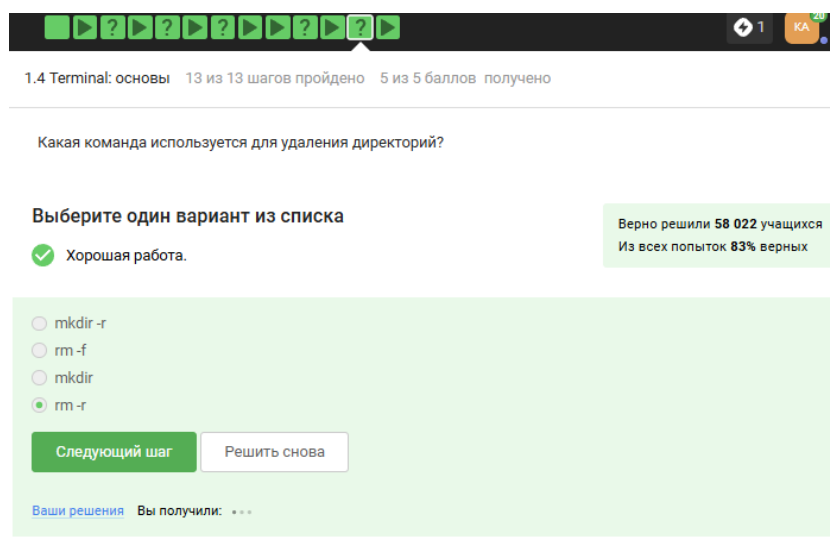 ? ? ? ? ? 1 KA 20
1.4 Terminal: основы 13 из 13 шагов пройдено 5 из 5 баллов получено
Какая команда используется для удаления директорий?
Выберите один вариант из списка
Верно решили 58 022 учащихся
Из всех попыток 83% верных
Хорошая работа.
mkdir -r
rm -f
mkdir
rm -r
Следующий шаг Решить снова
Ваши решения Вы получили: